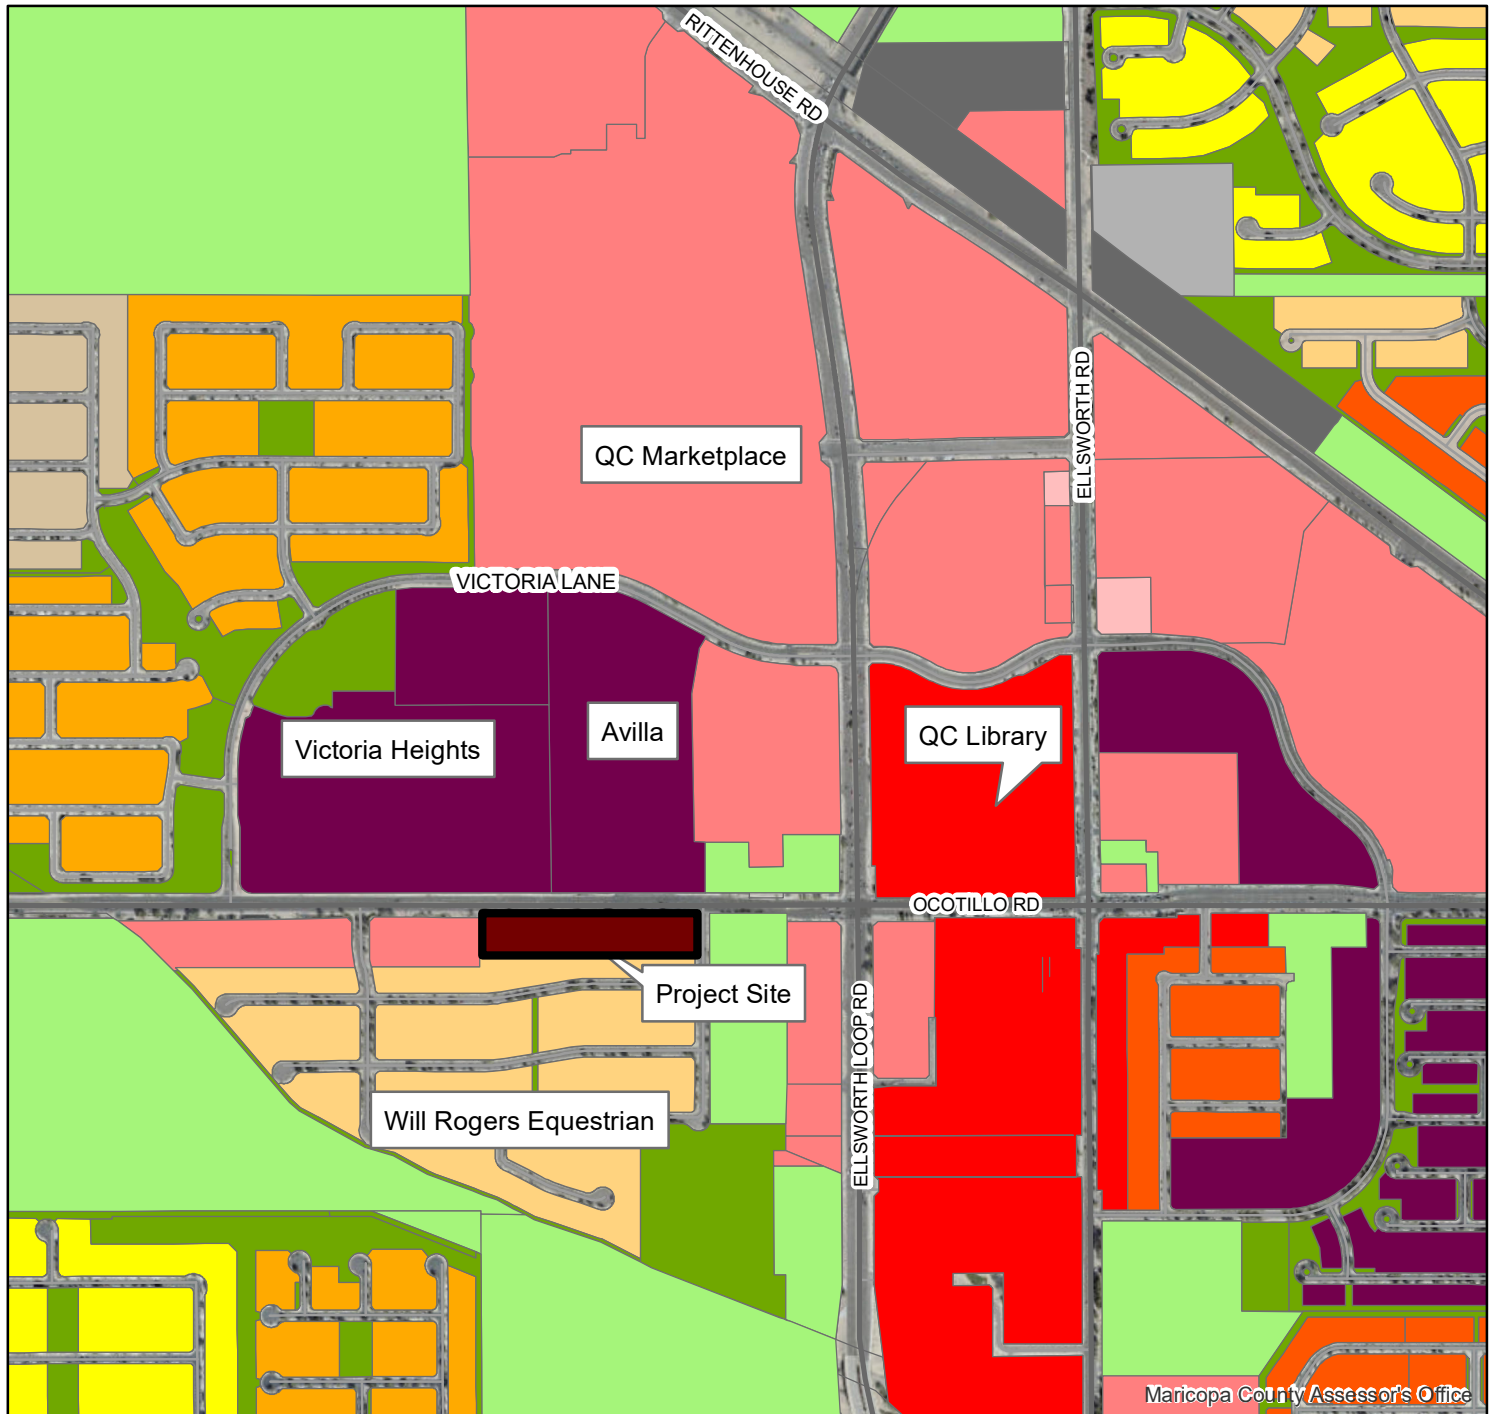 RITTENHOUSE RD
ELLSWORTH RD
QC Marketplace
VICTORIA LANE
Avilla
QC Library
Victoria Heights
OCOTILLO RD
Project Site
ELLSWORTH LOOP RD
Will Rogers Equestrian
Maricopa County Assessor's Office